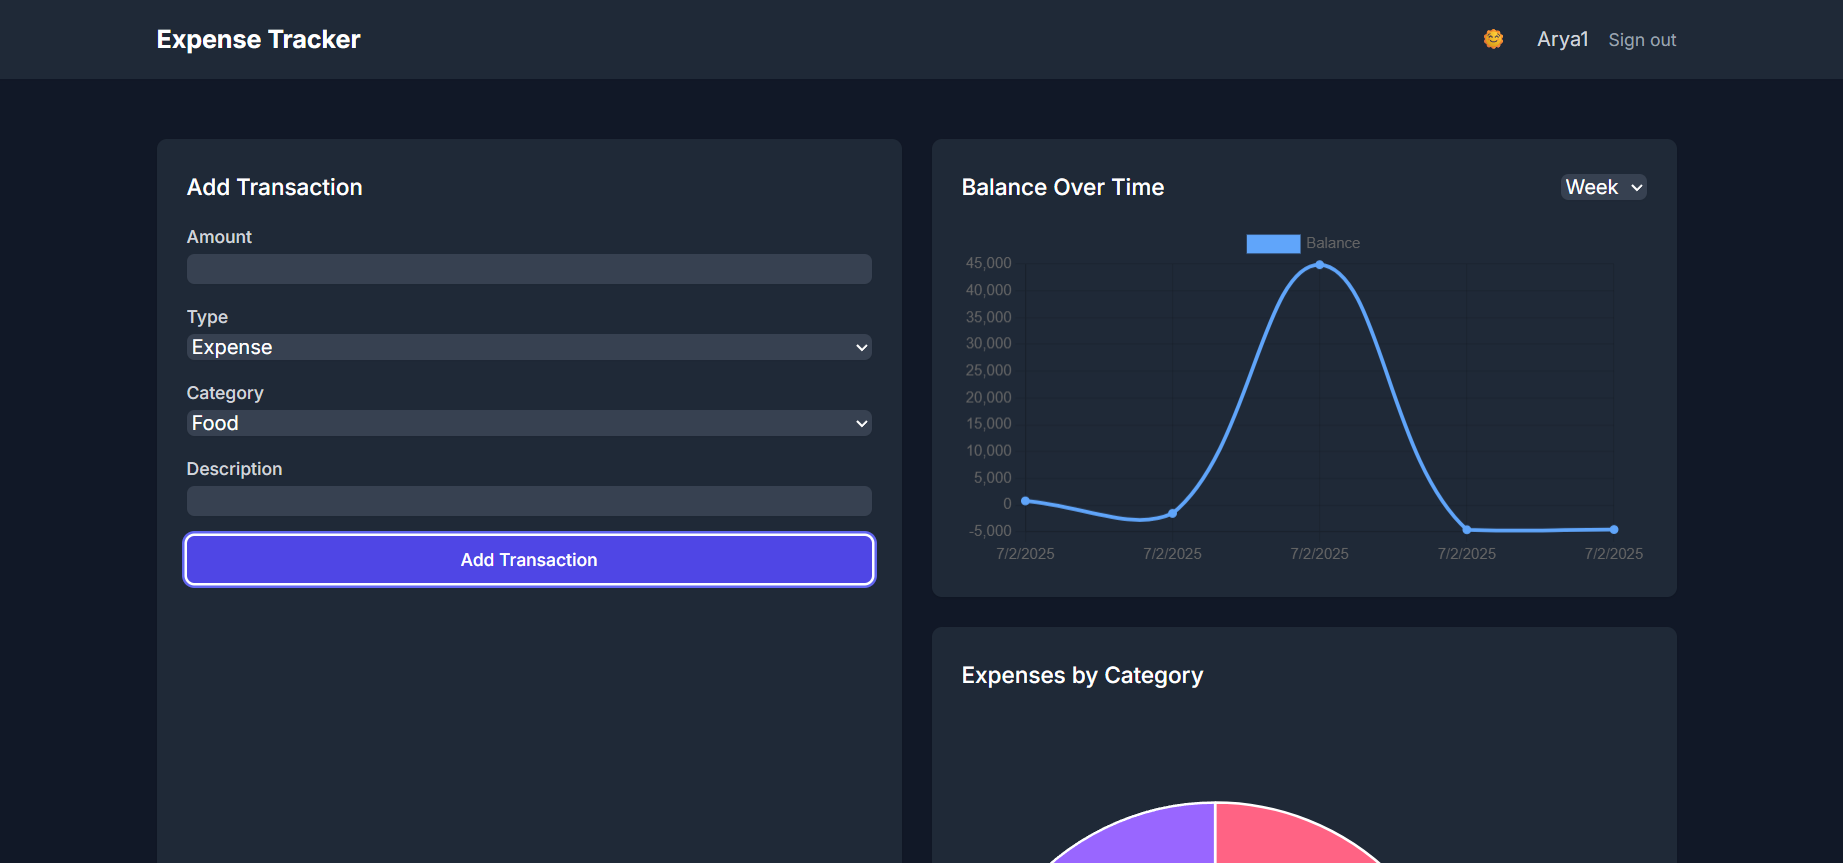 Expense Tracker
Arya1
Sign out
Add Transaction
Amount
Type
Expense
Category
Food
Description
Add Transaction
Balance Over Time
Week
Balance
45,000
40,000
35,000
30,000
25,000
20,000
15,000
10,000
5,000
0
-5,000
7/2/2025 7/2/2025 7/2/2025 7/2/2025 7/2/2025
Expenses by Category